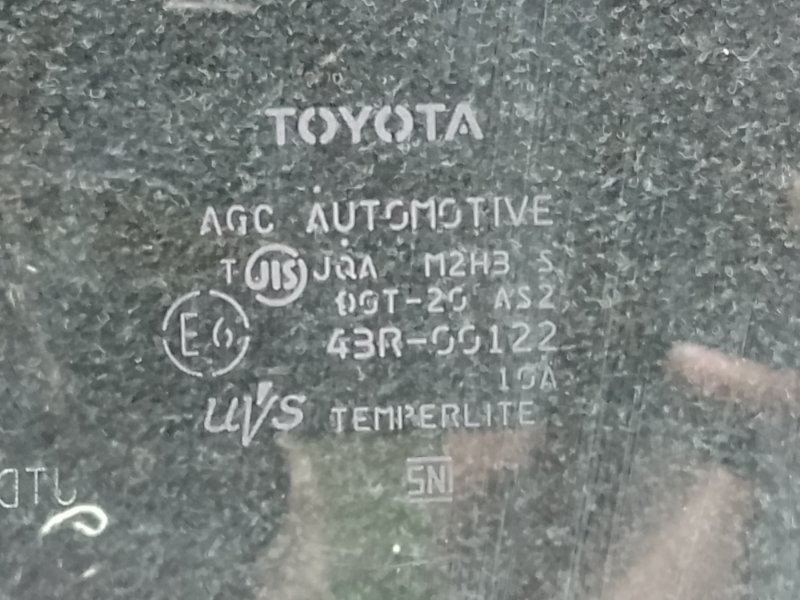 TOYOTA
AGC AUTOMOTIVE
T JIS JQA M2H3 S
DOT-20 AS2
E6 43R-00122
10A
UVS TEMPERLITE
SNI